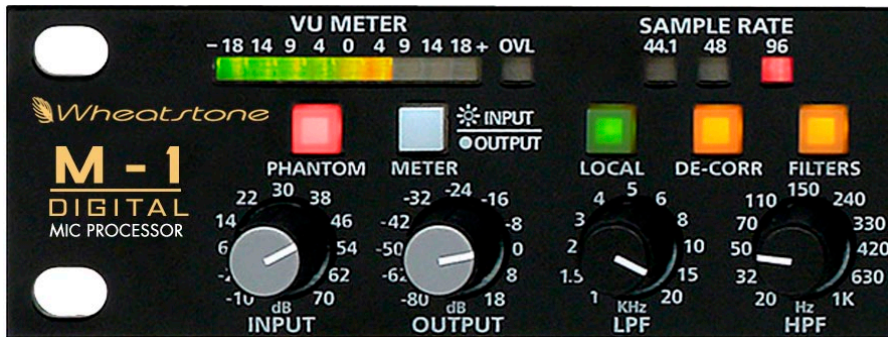 VU METER
– 18 14 9 4 0 4 9 14 18 + OVL
SAMPLE RATE
44.1 48 96
Wheatstone
M - 1
DIGITAL
MIC PROCESSOR
INPUT
OUTPUT
PHANTOM
METER
LOCAL
DE-CORR
FILTERS
-10 6 14 22 30 38 46 54 62 70
dB
INPUT
-80 -62 -50 -42 -32 -24 -16 -8 0 8 18
dB
OUTPUT
1 1.5 2 3 4 5 6 8 10 15 20
KHz
LPF
20 32 50 70 110 150 240 330 420 630 1K
Hz
HPF